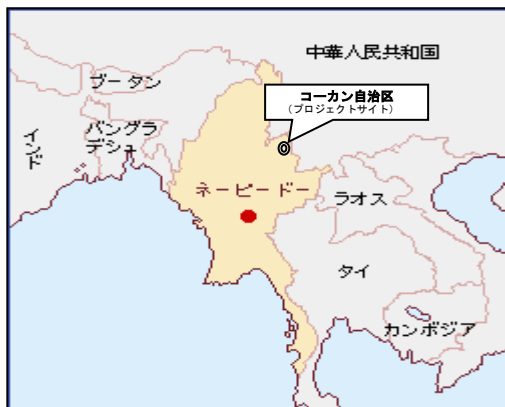 中華人民共和国
ブータン
コーカン自治区
（プロジェクトサイト）
インド
バングラ
デシュ
ネーピードー
ラオス
タイ
カンボジア